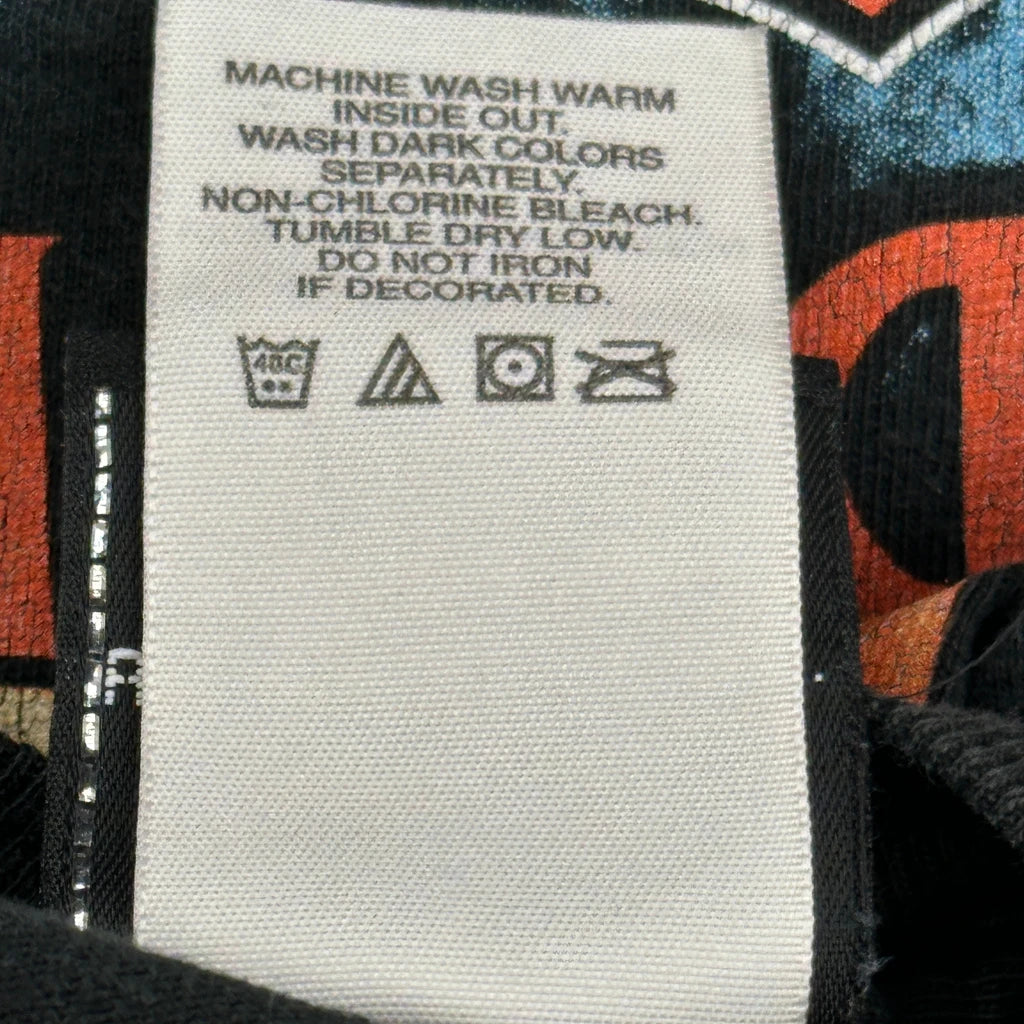 MACHINE WASH WARM
INSIDE OUT.
WASH DARK COLORS
SEPARATELY.
NON-CHLORINE BLEACH.
TUMBLE DRY LOW.
DO NOT IRON
IF DECORATED.
40C